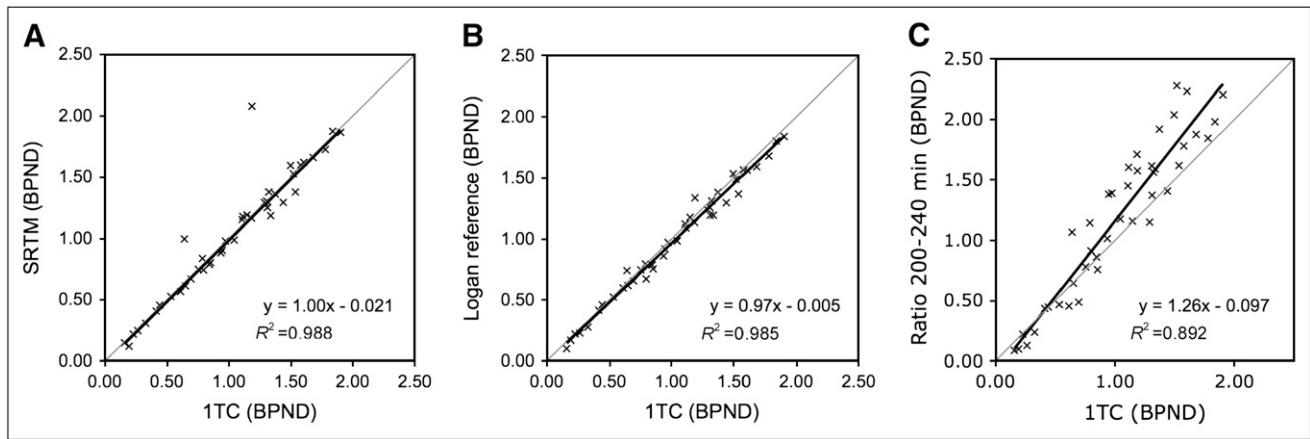 A
2.50
2.00
1.50
1.00
0.50
0.00
SRTM (BPND)
y = 1.00x - 0.021
R² =0.988
0.00 0.50 1.00 1.50 2.00 2.50
1TC (BPND)
B
2.50
2.00
1.50
1.00
0.50
0.00
Logan reference (BPND)
y = 0.97x - 0.005
R² =0.985
0.00 0.50 1.00 1.50 2.00 2.50
1TC (BPND)
C
2.50
2.00
1.50
1.00
0.50
0.00
Ratio 200-240 min (BPND)
y = 1.26x - 0.097
R² =0.892
0.00 1.00 2.00
1TC (BPND)